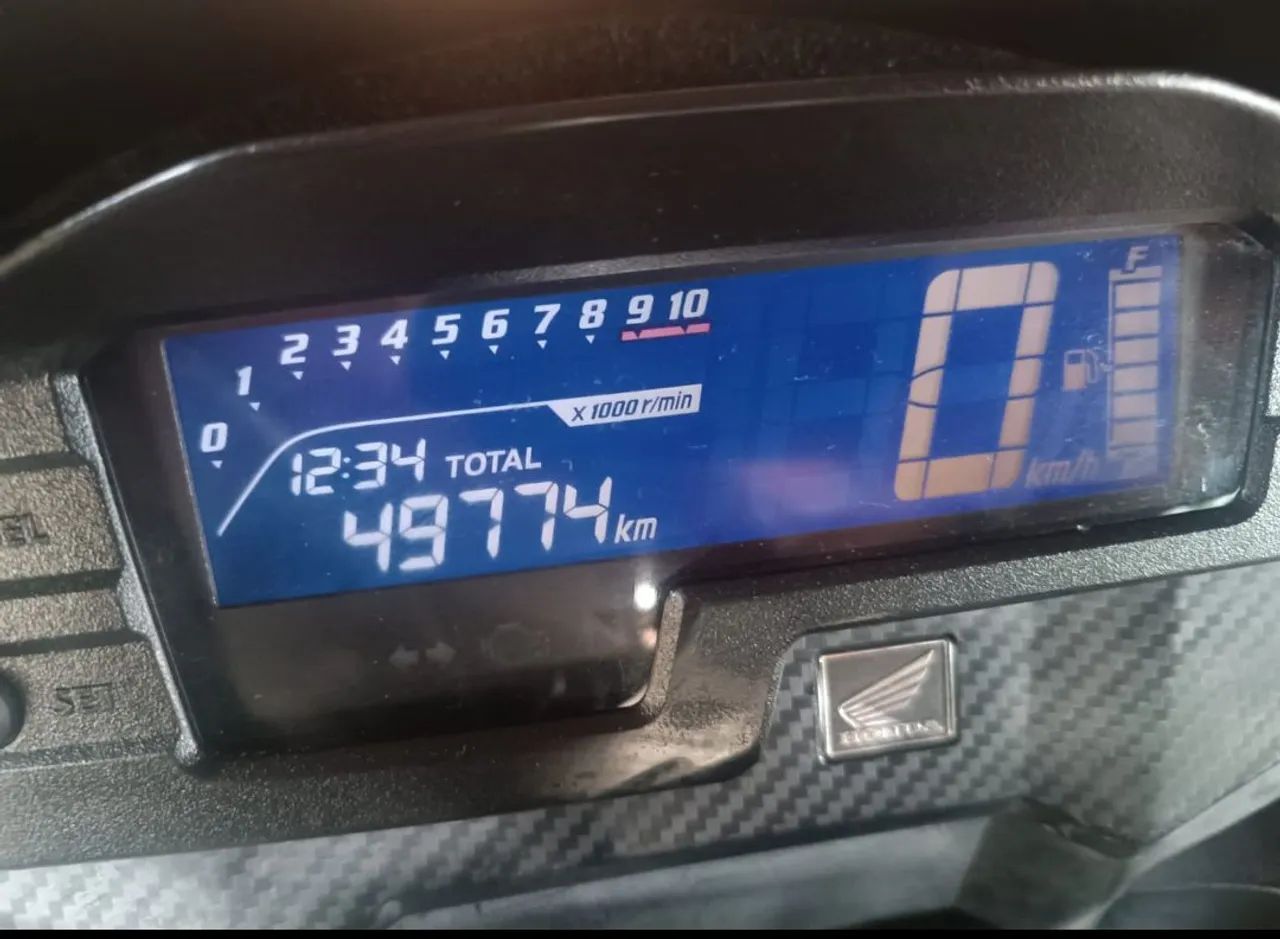 0 1 2 3 4 5 6 7 8 9 10
F
X1000 r/min
12:34 TOTAL
49774 km
0 km/h
SET
HONDA